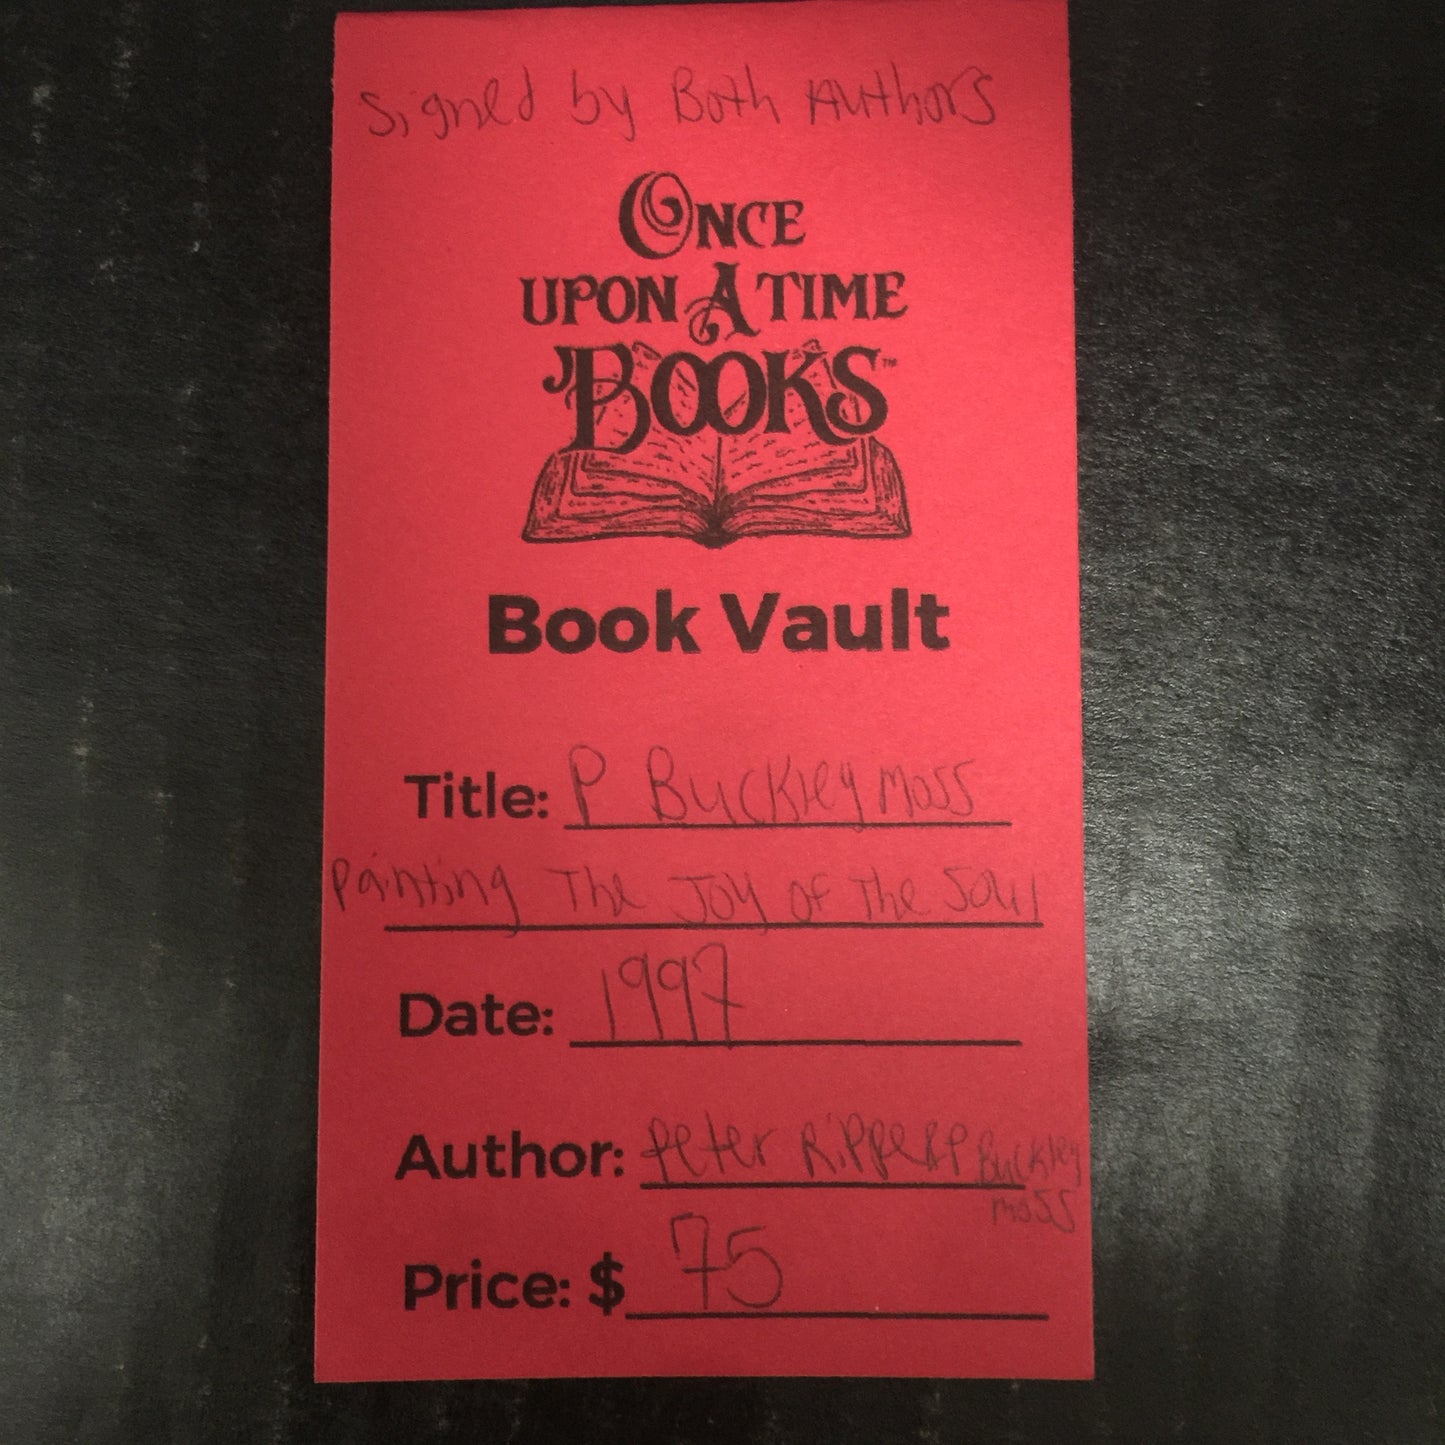 Signed by Both Authors
ONCE
UPON A TIME
BOOKS™
Book Vault
Title: P Buckley Moss
Painting The Joy of The Soul
Date: 1997
Author: Peter Rippe & P Buckley
Moss
Price: $ 75